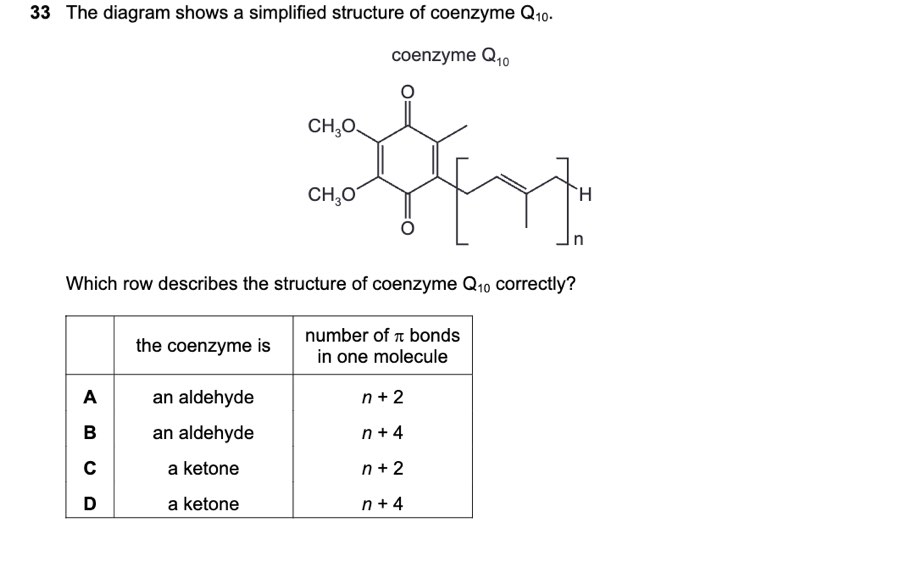 33 The diagram shows a simplified structure of coenzyme Q₁₀.
coenzyme Q₁₀
O
CH₃O
CH₃O
O
H
n
Which row describes the structure of coenzyme Q₁₀ correctly?
the coenzyme is
number of π bonds
in one molecule
A an aldehyde n + 2
B an aldehyde n + 4
C a ketone n + 2
D a ketone n + 4